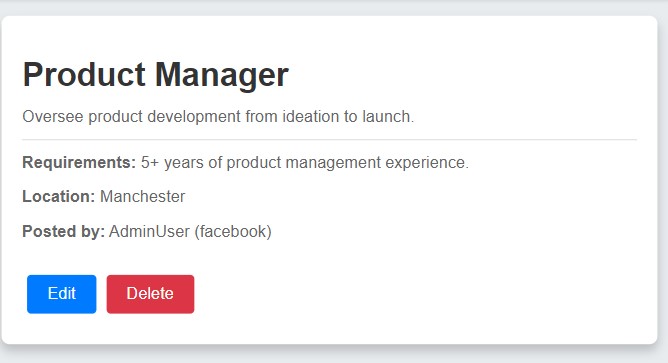 Product Manager
Oversee product development from ideation to launch.
Requirements: 5+ years of product management experience.
Location: Manchester
Posted by: AdminUser (facebook)
Edit
Delete